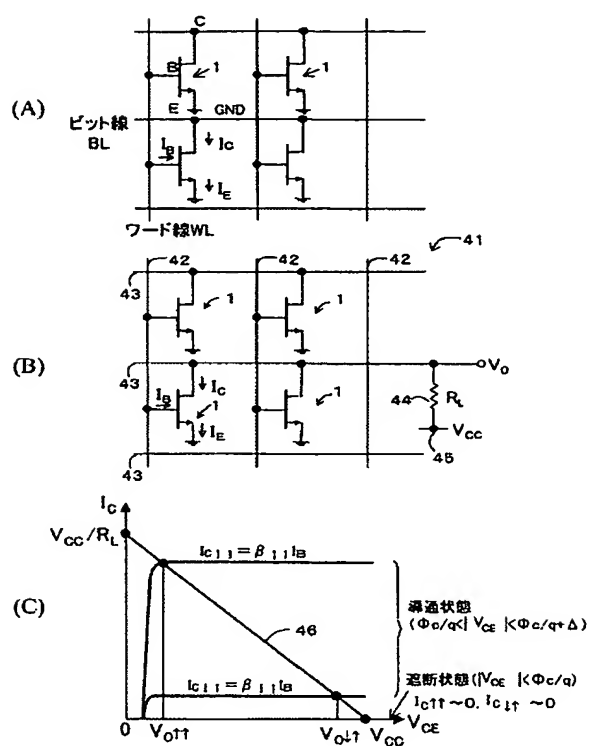 (A)
C
B
1
1
E
GND
ビット線
BL
I_B
I_C
I_E
ワード線WL
41
42
42
42
43
1
1
(B)
43
V_O
I_B
I_C
1
I_E
1
44
R_L
V_CC
45
43
(C)
I_C
V_CC/R_L
I_C↓↓=β↓↓I_B
46
導通状態
(Φc/q<|V_CE|<Φc/q+Δ)
I_C↓↓=β↓↓I_B
遮断状態(|V_CE|<Φc/q)
I_C↑↑~0, I_C↓↑~0
0
V_O↑↑
V_O↓↑
V_CC
V_CE